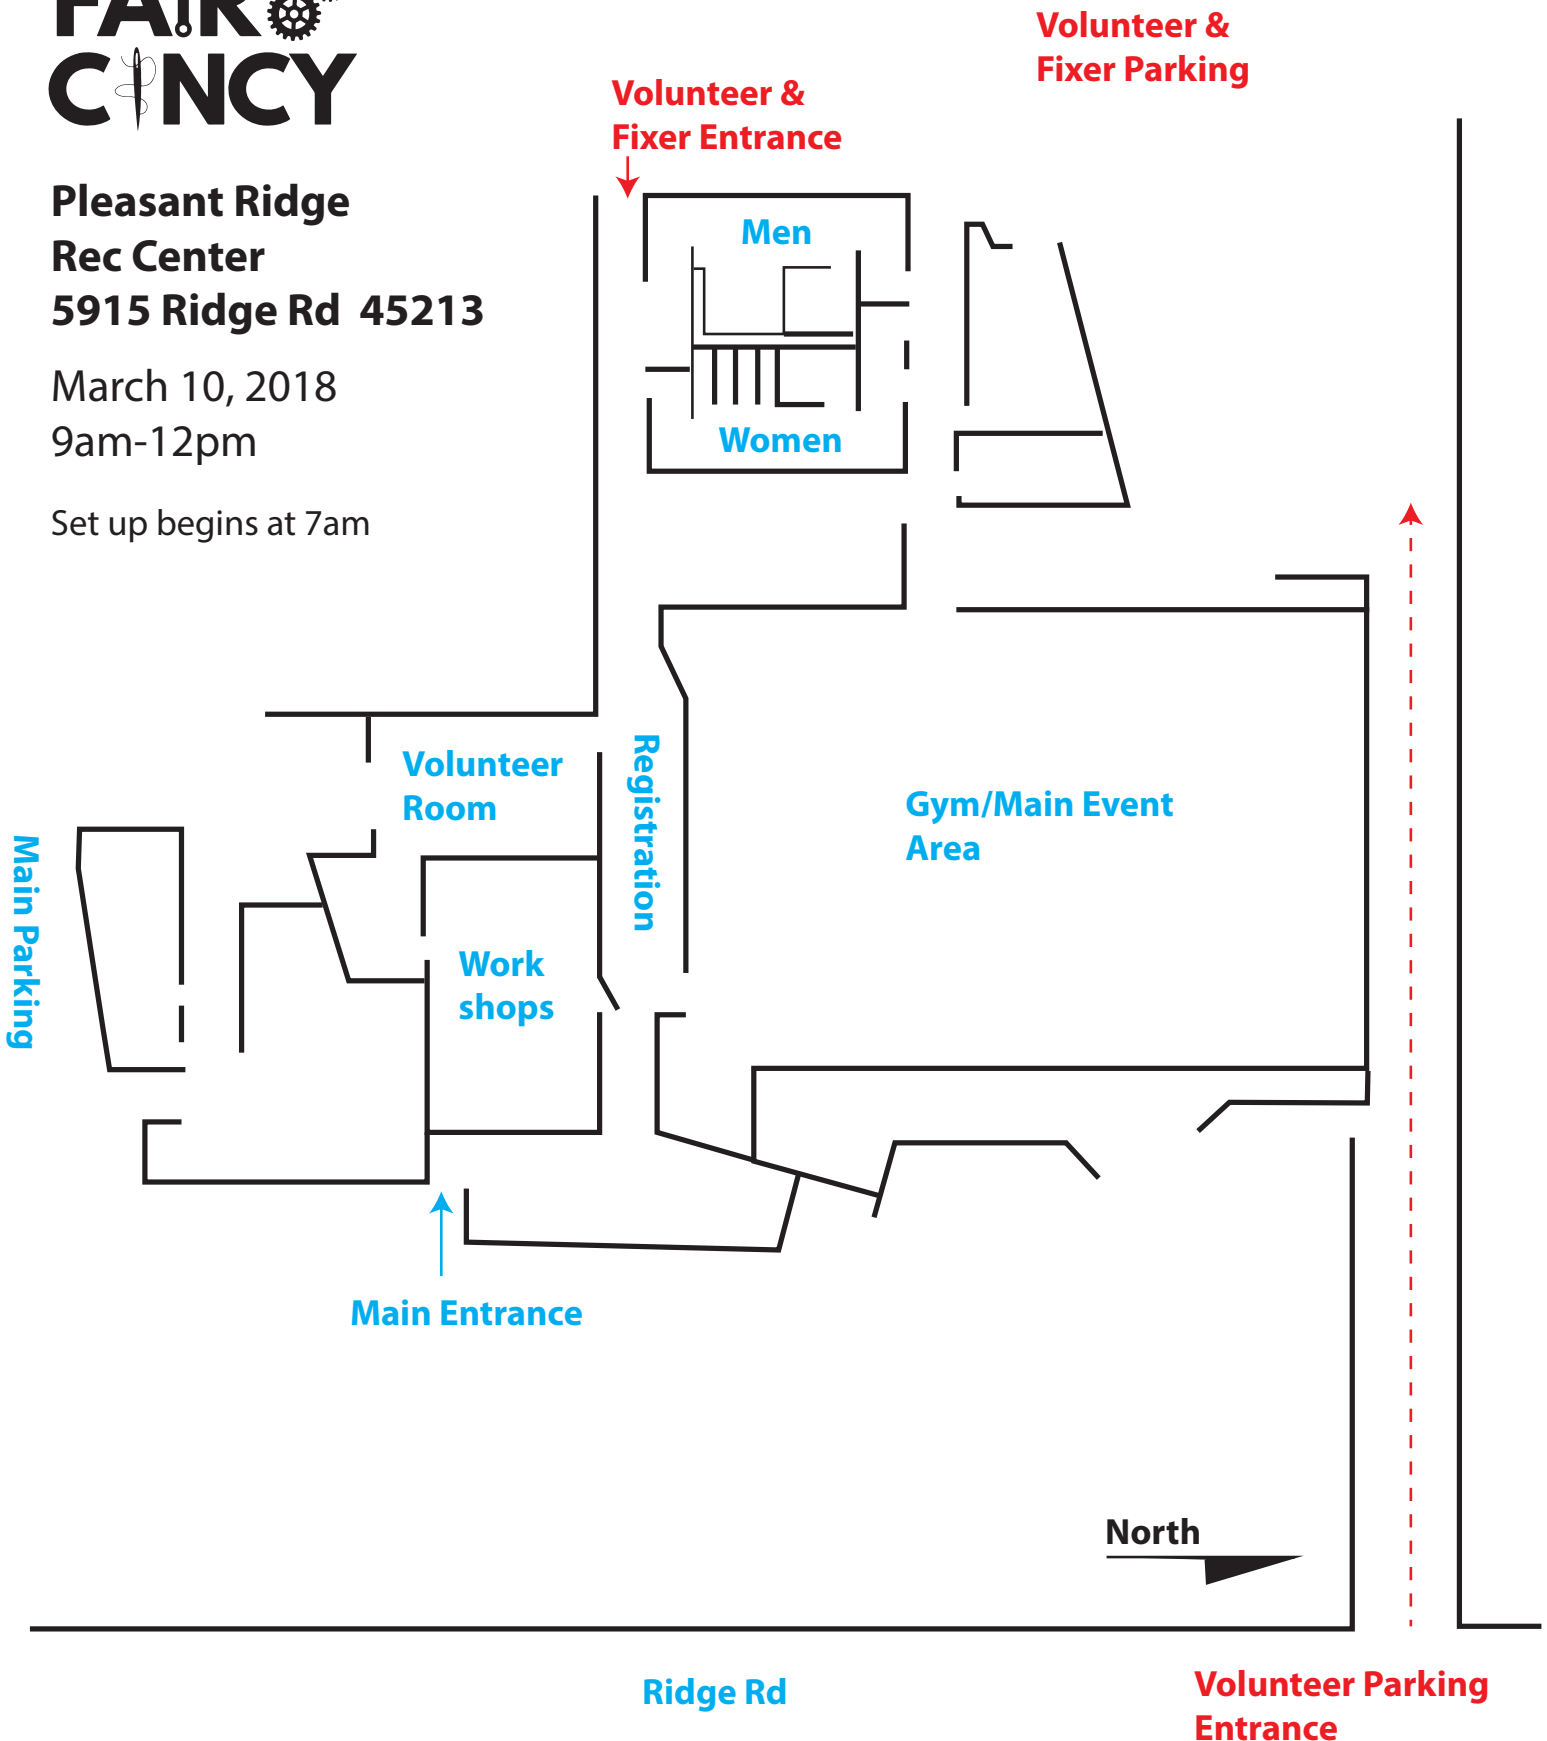 FAIR
CINCY
Pleasant Ridge
Rec Center
5915 Ridge Rd 45213
March 10, 2018
9am-12pm
Set up begins at 7am
Volunteer &
Fixer Entrance
Volunteer &
Fixer Parking
Men
Women
Volunteer
Room
Registration
Gym/Main Event
Area
Main Parking
Work
shops
Main Entrance
North
Ridge Rd
Volunteer Parking
Entrance